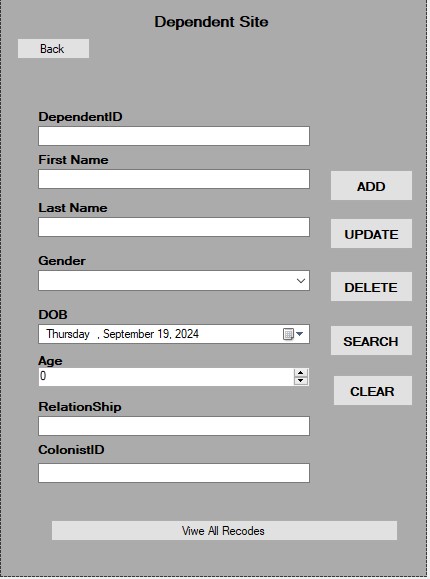 Dependent Site
Back
DependentID
First Name
ADD
Last Name
UPDATE
Gender
DELETE
DOB
Thursday , September 19, 2024
SEARCH
Age
0
CLEAR
RelationShip
ColonistID
Viwe All Recodes